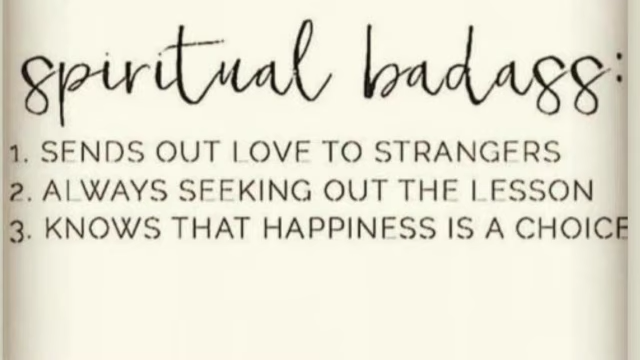 spiritual badass:
1. SENDS OUT LOVE TO STRANGERS
2. ALWAYS SEEKING OUT THE LESSON
3. KNOWS THAT HAPPINESS IS A CHOICE